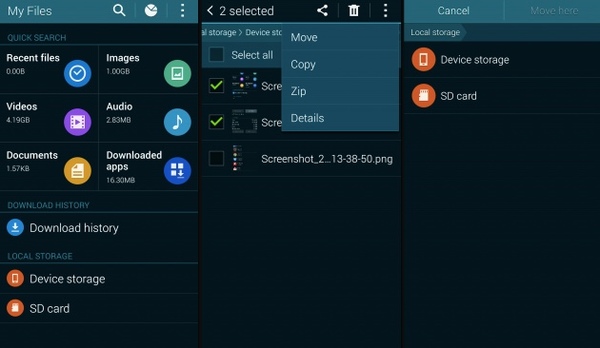 My Files
QUICK SEARCH
Recent files
0.00B
Images
1.00GB
Videos
4.19GB
Audio
2.83MB
Documents
1.57KB
Downloaded apps
16.30MB
DOWNLOAD HISTORY
Download history
LOCAL STORAGE
Device storage
SD card
2 selected
al storage
Device sto
Select all
Move
Copy
Zip
Details
Scre
Scre
Screenshot_2...13-38-50.png
Cancel
Move here
Local storage
Device storage
SD card